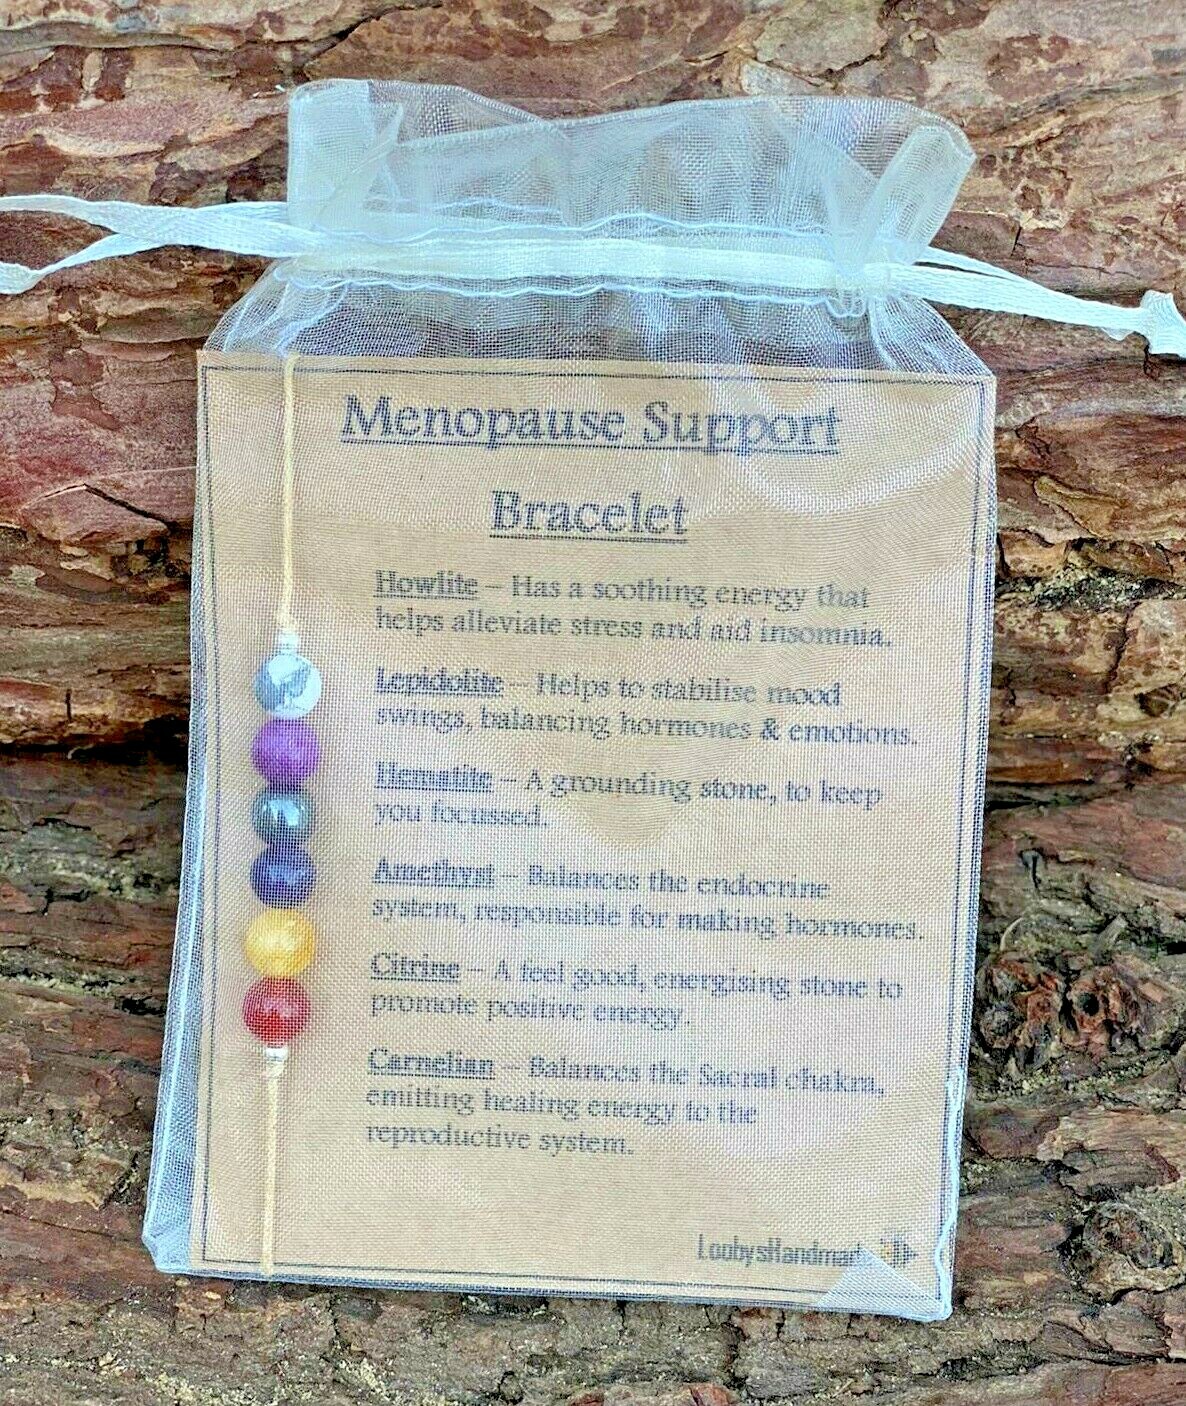 Menopause Support
Bracelet
Howlite – Has a soothing energy that
helps alleviate stress and aid insomnia.
Lepidolite – Helps to stabilise mood
swings, balancing hormones & emotions.
Hematite – A grounding stone, to keep
you focussed.
Amethyst – Balances the endocrine
system, responsible for making hormones.
Citrine – A feel good, energising stone to
promote positive energy.
Carnelian – Balances the Sacral chakra,
emitting healing energy to the
reproductive system.